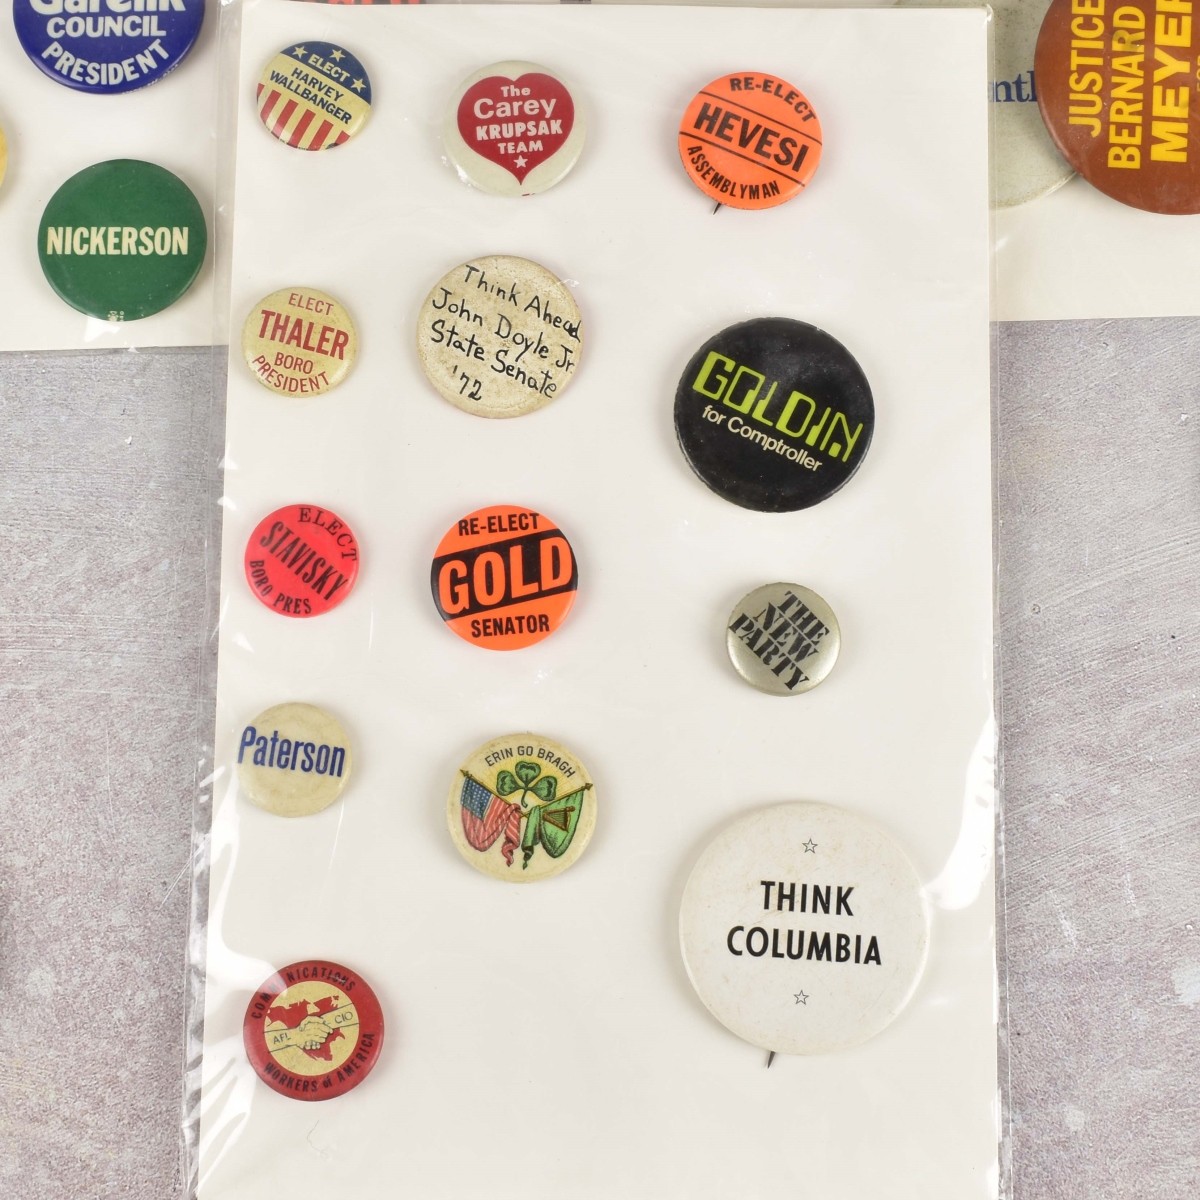 COUNCIL
PRESIDENT
NICKERSON
ELECT
HARVEY
WALLBANGER
The
Carey
KRUPSAK
TEAM
RE-ELECT
HEVESI
ASSEMBLYMAN
JUSTICE
BERNARD
MEYER
ELECT
THALER
BORO
PRESIDENT
Think Ahead
John Doyle Jr.
State Senate
'72
GOLDIN
for Comptroller
ELECT
STAVISKY
BORO PRES
RE-ELECT
GOLD
SENATOR
THE
NEW
PARTY
Paterson
ERIN GO BRAGH
THINK
COLUMBIA
COMMUNICATIONS
AFL CIO
WORKERS of AMERICA